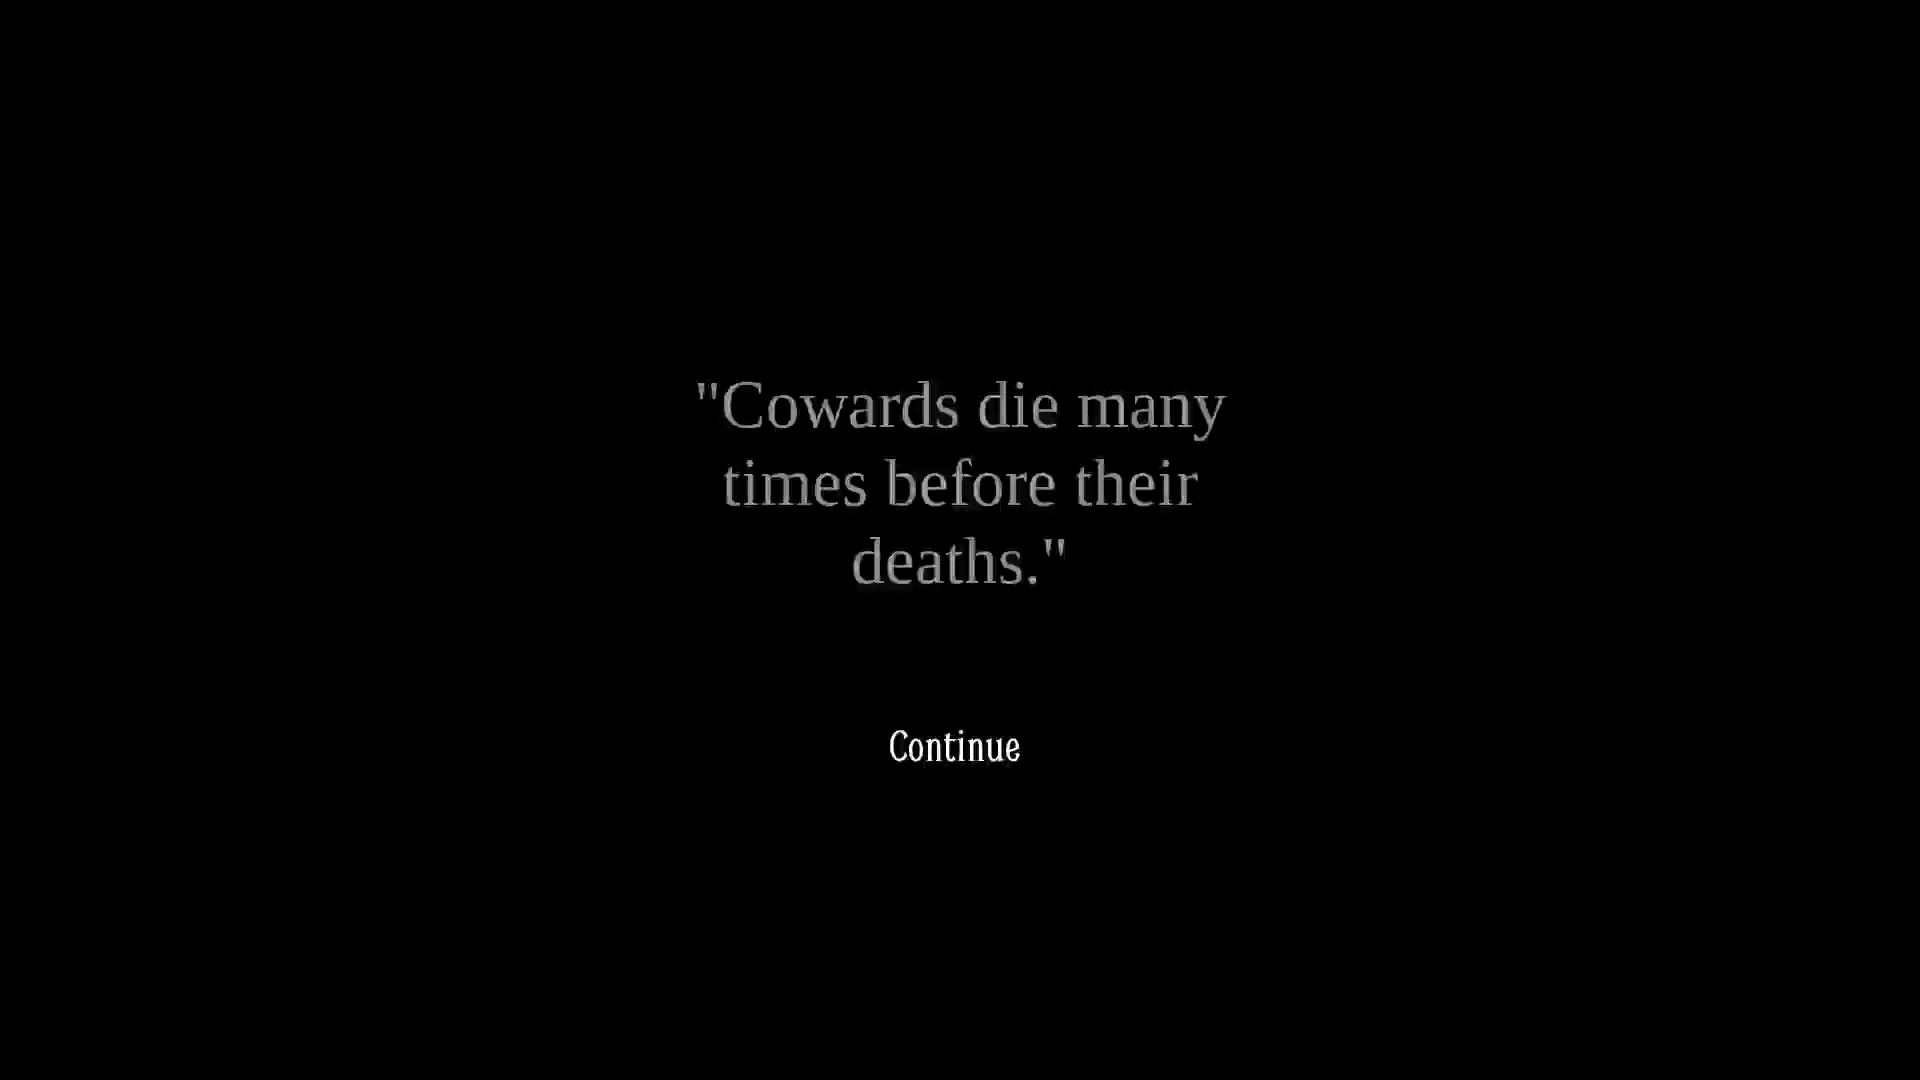 "Cowards die many
times before their
deaths."
Continue